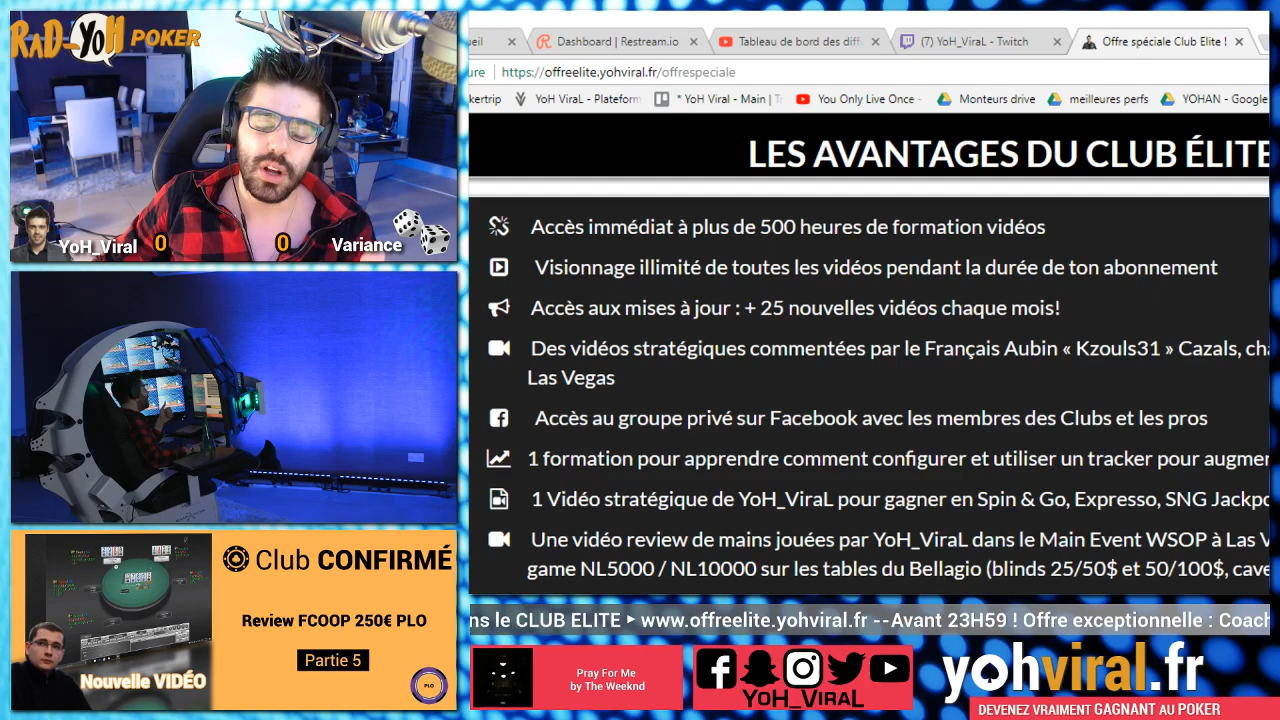 RAD-YOH POKER
YoH_Viral 0
0 Variance
Club CONFIRMÉ
Review FCOOP 250€ PLO
Partie 5
Nouvelle VIDÉO
PLO
ueil
Dashboard | Restream.io
Tableau de bord des diff
(7) YoH_ViraL - Twitch
Offre spéciale Club Elite !
ure
https://offreelite.yohviral.fr/offrespeciale
kertrip
YoH ViraL - Plateform
* YoH Viral - Main | T
You Only Live Once -
Monteurs drive
meilleures perfs
YOHAN - Google
LES AVANTAGES DU CLUB ÉLITE
Accès immédiat à plus de 500 heures de formation vidéos
Visionnage illimité de toutes les vidéos pendant la durée de ton abonnement
Accès aux mises à jour : + 25 nouvelles vidéos chaque mois!
Des vidéos stratégiques commentées par le Français Aubin « Kzouls31 » Cazals, cha
Las Vegas
Accès au groupe privé sur Facebook avec les membres des Clubs et les pros
1 formation pour apprendre comment configurer et utiliser un tracker pour augmen
1 Vidéo stratégique de YoH_ViraL pour gagner en Spin & Go, Expresso, SNG Jackpo
Une vidéo review de mains jouées par YoH_ViraL dans le Main Event WSOP à Las V
game NL5000 / NL10000 sur les tables du Bellagio (blinds 25/50$ et 50/100$, cave
ns le CLUB ELITE ▸ www.offreelite.yohviral.fr --Avant 23H59 ! Offre exceptionnelle : Coach
Pray For Me
by The Weeknd
YoH_ViraL
yohviral.fr
DEVENEZ VRAIMENT GAGNANT AU POKER